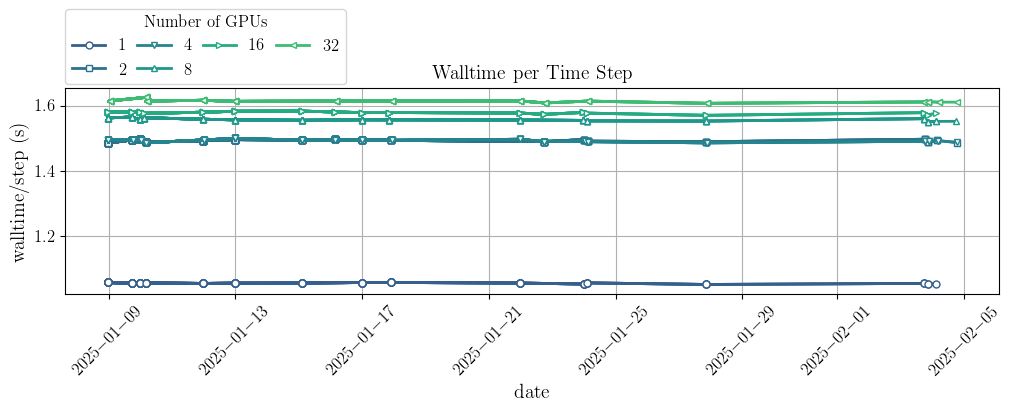 Number of GPUs
1 4 16 32
2 8
Walltime per Time Step
walltime/step (s)
1.6
1.4
1.2
2025−01−09 2025−01−13 2025−01−17 2025−01−21 2025−01−25 2025−01−29 2025−02−01 2025−02−05
date